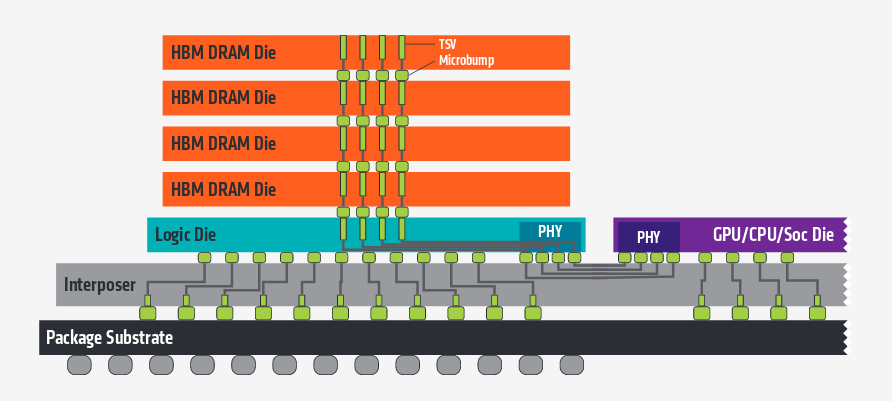 HBM DRAM Die
TSV
Microbump
HBM DRAM Die
HBM DRAM Die
HBM DRAM Die
Logic Die
PHY
PHY
GPU/CPU/Soc Die
Interposer
Package Substrate